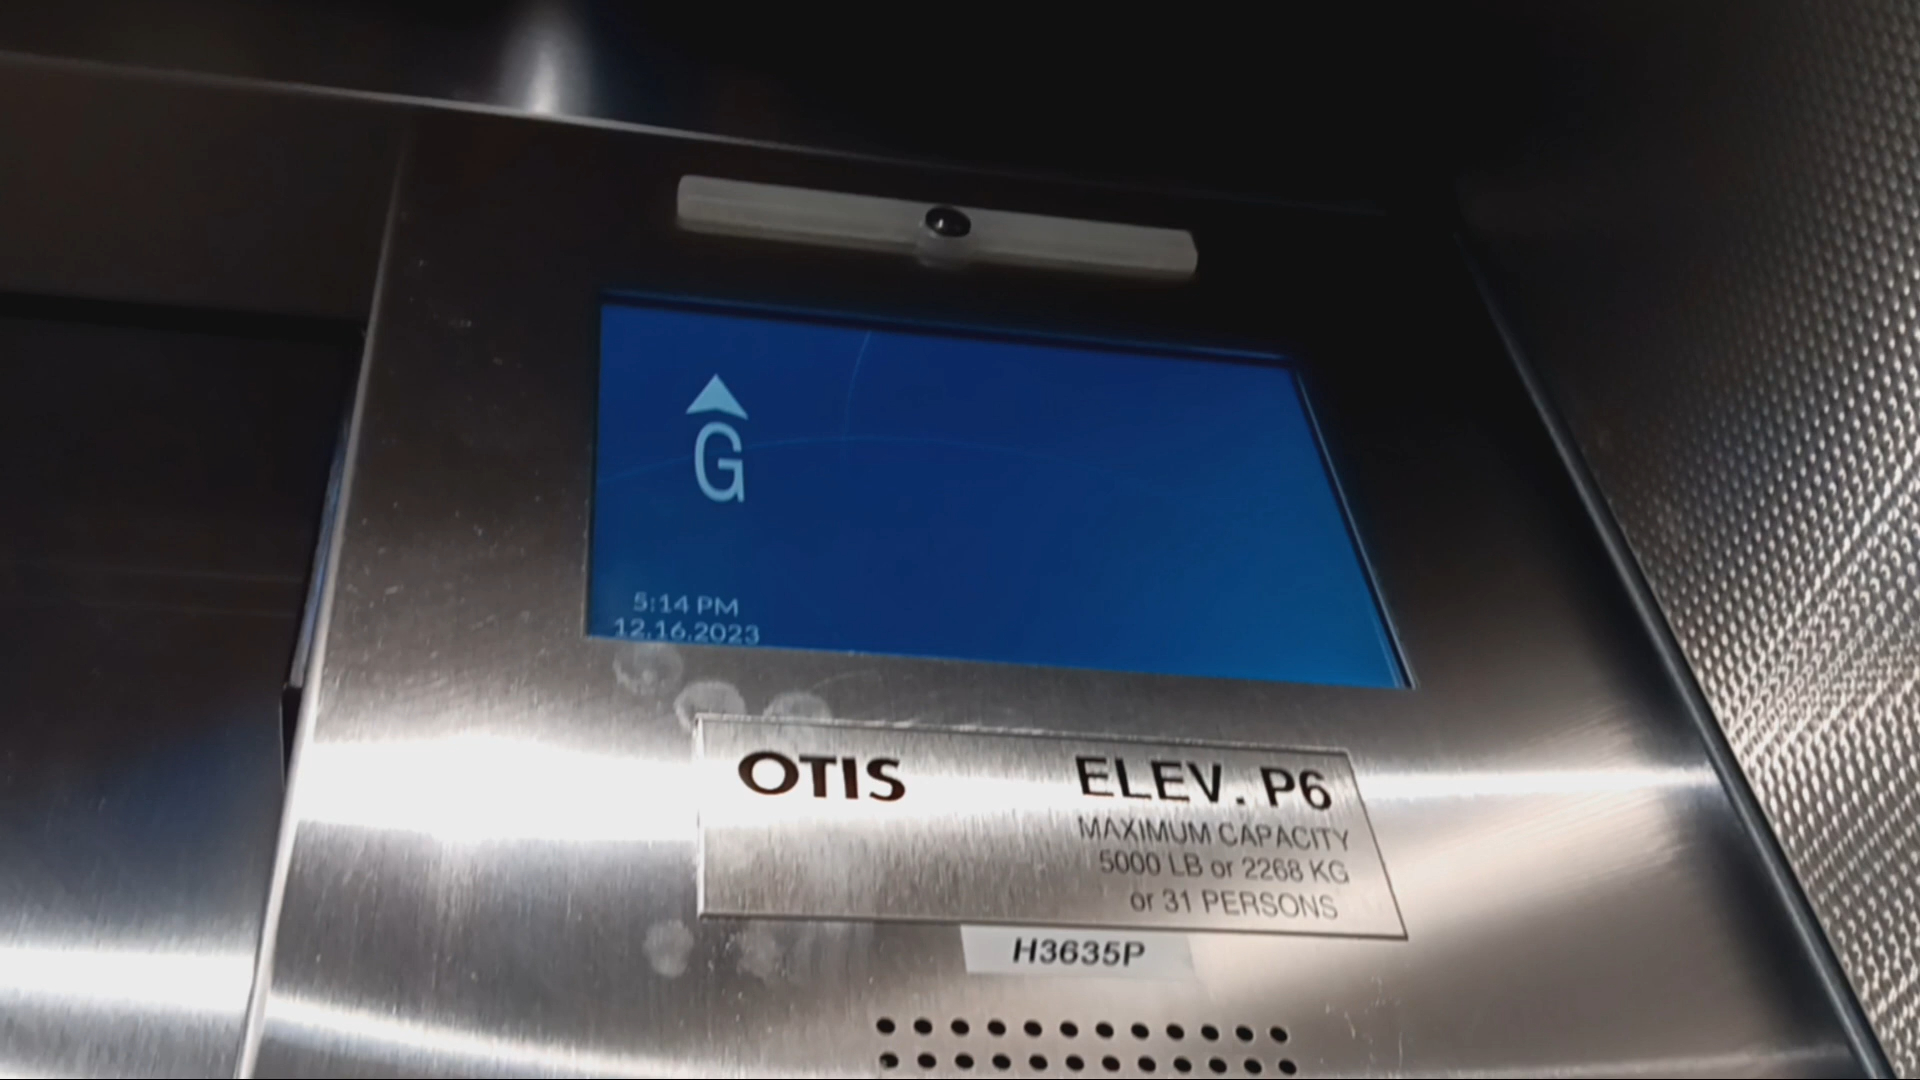 G
5:14 PM
12.16.2023
OTIS
ELEV. P6
MAXIMUM CAPACITY
5000 LB or 2268 KG
or 31 PERSONS
H3635P